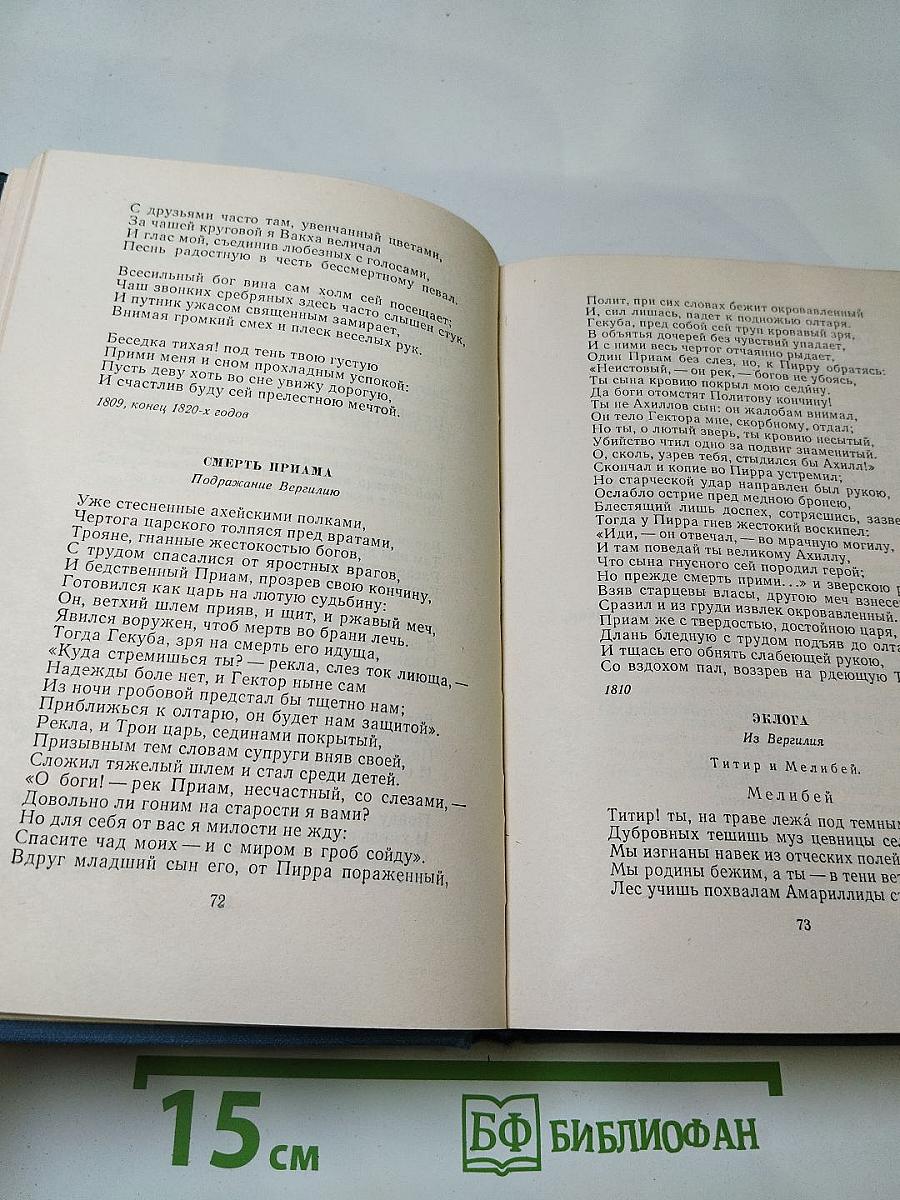 С друзьями часто там, увенчанный цветами,
За чашей круговой я Вакха величал
И глас мой, съединив любезных с голосами,
Песнь радостную в честь бессмертному певал.
Всесильный бог вина сам холм сей посещает;
Чаш звонких сребряных здесь часто слышен стук,
И путник ужасом священным замирает,
Внимая громкий смех и плеск веселых рук.
Беседка тихая! под тень твою густую
Прими меня и сном прохладным успокой:
Пусть деву хоть во сне увижу дорогую,
И счастлив буду сей прелестною мечтой.
1809, конец 1820-х годов
СМЕРТЬ ПРИАМА
Подражание Вергилию
Уже стесненные ахейскими полками,
Чертога царского толпяся пред вратами,
Трояне, гнанные жестокостью богов,
С трудом спасалися от яростных врагов,
И бедственный Приам, прозрев свою кончину,
Готовился как царь на лютую судьбину:
Он, ветхий шлем прияв, и щит, и ржавый меч,
Явился воружен, чтоб мертв во брани лечь.
Тогда Гекуба, зря на смерть его идуща,
«Куда стремишься ты? — рекла, слез ток лиюща, —
Надежды боле нет, и Гектор ныне сам
Из ночи гробовой предстал бы тщетно нам;
Приближься к олтарю, он будет нам защитой».
Рекла, и Трои царь, сединами покрытый,
Призывным тем словам супруги вняв своей,
Сложил тяжелый шлем и стал среди детей.
«О боги! — рек Приам, несчастный, со слезами, —
Довольно ли гоним на старости я вами?
Но для себя от вас я милости не жду:
Спасите чад моих — и с миром в гроб сойду».
Вдруг младший сын его, от Пирра пораженный,
72
Полит, при сих словах бежит окровавленный
И, сил лишась, падет к подножью олтаря.
Гекуба, пред собой сей труп кровавый зря,
В объятья дочерей без чувствий упадает,
И с ними весь чертог отчаянно рыдает,
Один Приам без слез, но, к Пирру обратясь:
«Неистовый, — он рек, — богов не убоясь,
Ты сына кровию покрыл мою седйну:
Да боги отомстят Политову кончину!
Ты не Ахиллов сын: он жалобам внимал,
Он тело Гектора мне, скорбному, отдал;
Но ты, о лютый зверь, ты кровию несытый,
Убийство чтил одно за подвиг знаменитый.
О, сколь, узрев тебя, стыдился бы Ахилл!»
Скончал и копие во Пирра устремил;
Но старческой удар направлен был рукою,
Ослабло острие пред медною бронею,
Блестящий лишь доспех, сотрясшись, зазве
Тогда у Пирра гнев жестокий воскипел:
«Иди, — он отвечал, — во мрачную могилу,
И там поведай ты великому Ахиллу,
Что сына гнусного сей породил герой;
Но прежде смерть прими...» и зверскою р
Взяв старцевы власы, другою меч взнесе
Сразил и из груди извлек окровавленный.
Приам же с твердостью, достойною царя,
Длань бледную с трудом подъяв до олта
И тщась его обнять слабеющей рукою,
Со вздохом пал, воззрев на рдеющую Т
1810
ЭКЛОГА
Из Вергилия
Титир и Мелибей.
Мелибей
Титир! ты, на траве лежа́ под темным
Дубровных тешишь муз цевницы сел
Мы изгнаны навек из отческих полей
Мы родины бежим, а ты — в тени вет
Лес учишь похвалам Амариллиды ст
73
15 см
БФ БИБЛИОФАН